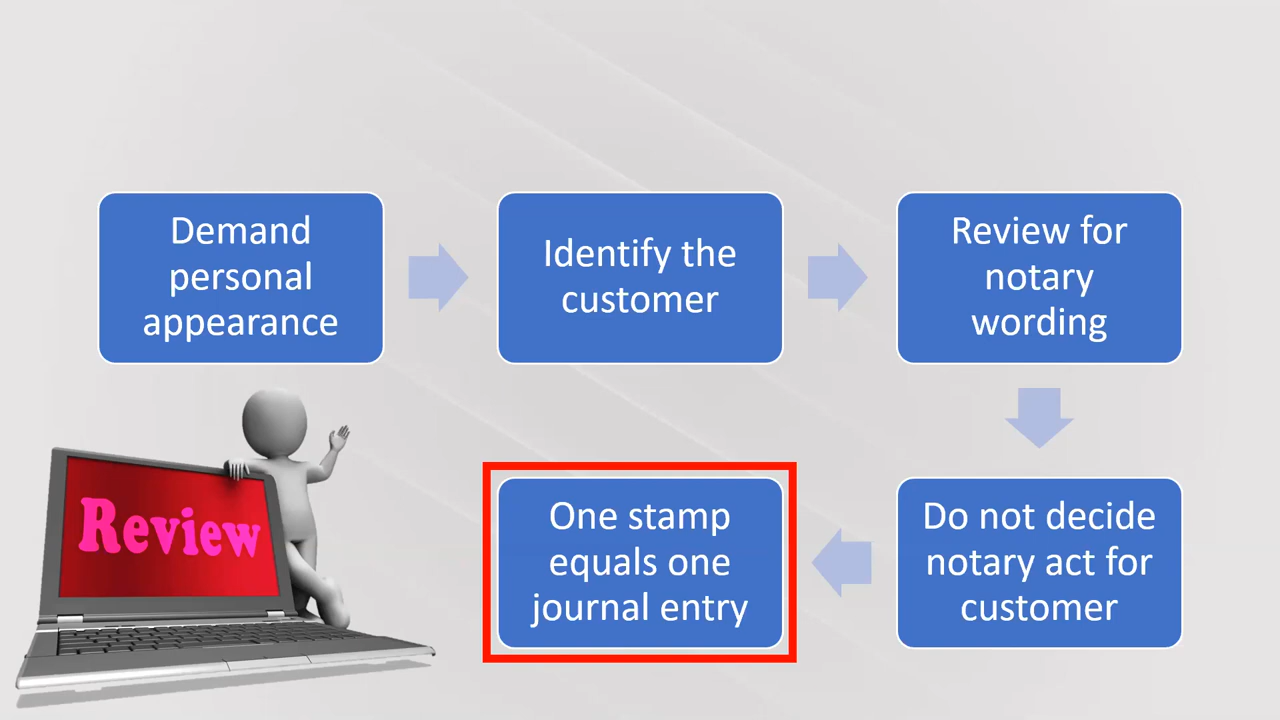 Demand
personal
appearance
Identify the
customer
Review for
notary
wording
Do not decide
notary act for
customer
One stamp
equals one
journal entry
Review